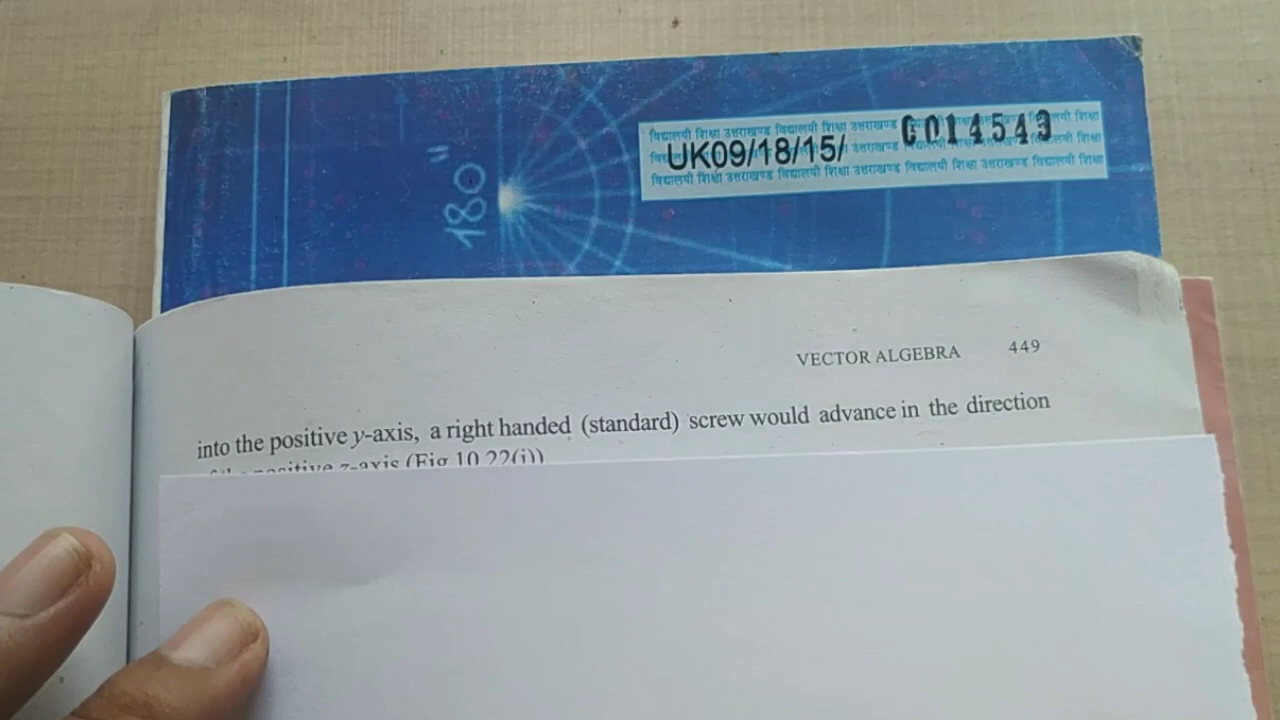 विद्यालयी शिक्षा उत्तराखण्ड विद्यालयी शिक्षा उत्तराखण्ड
UK09/18/15/ G014543
विद्यालयी शिक्षा उत्तराखण्ड विद्यालयी शिक्षा उत्तराखण्ड विद्यालयी शिक्षा उत्तराखण्ड विद्यालयी शिक्षा
180
VECTOR ALGEBRA 449
into the positive y-axis, a right handed (standard) screw would advance in the direction
positive z-axis (Fig 10.22(i))